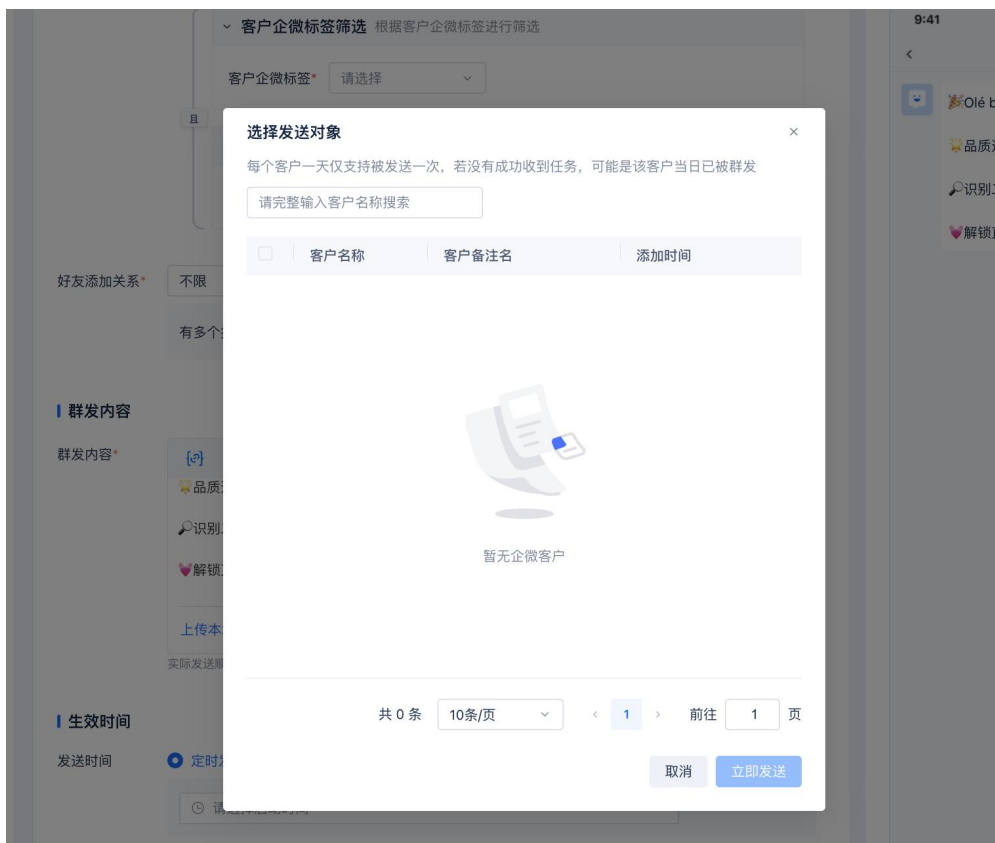 客户企微标签筛选 根据客户企微标签进行筛选
9:41
客户企微标签* 请选择
且
🎉Olé
选择发送对象
每个客户一天仅支持被发送一次，若没有成功收到任务，可能是该客户当日已被群发
品质
请完整输入客户名称搜索
🔎识别
💓解锁
客户名称 客户备注名 添加时间
好友添加关系* 不限
有多个
群发内容
群发内容*
品质
🔎识别
💓解锁
暂无企微客户
上传本
实际发送顺
共 0 条 10条/页 1 前往 1 页
生效时间
发送时间 定时
取消 立即发送